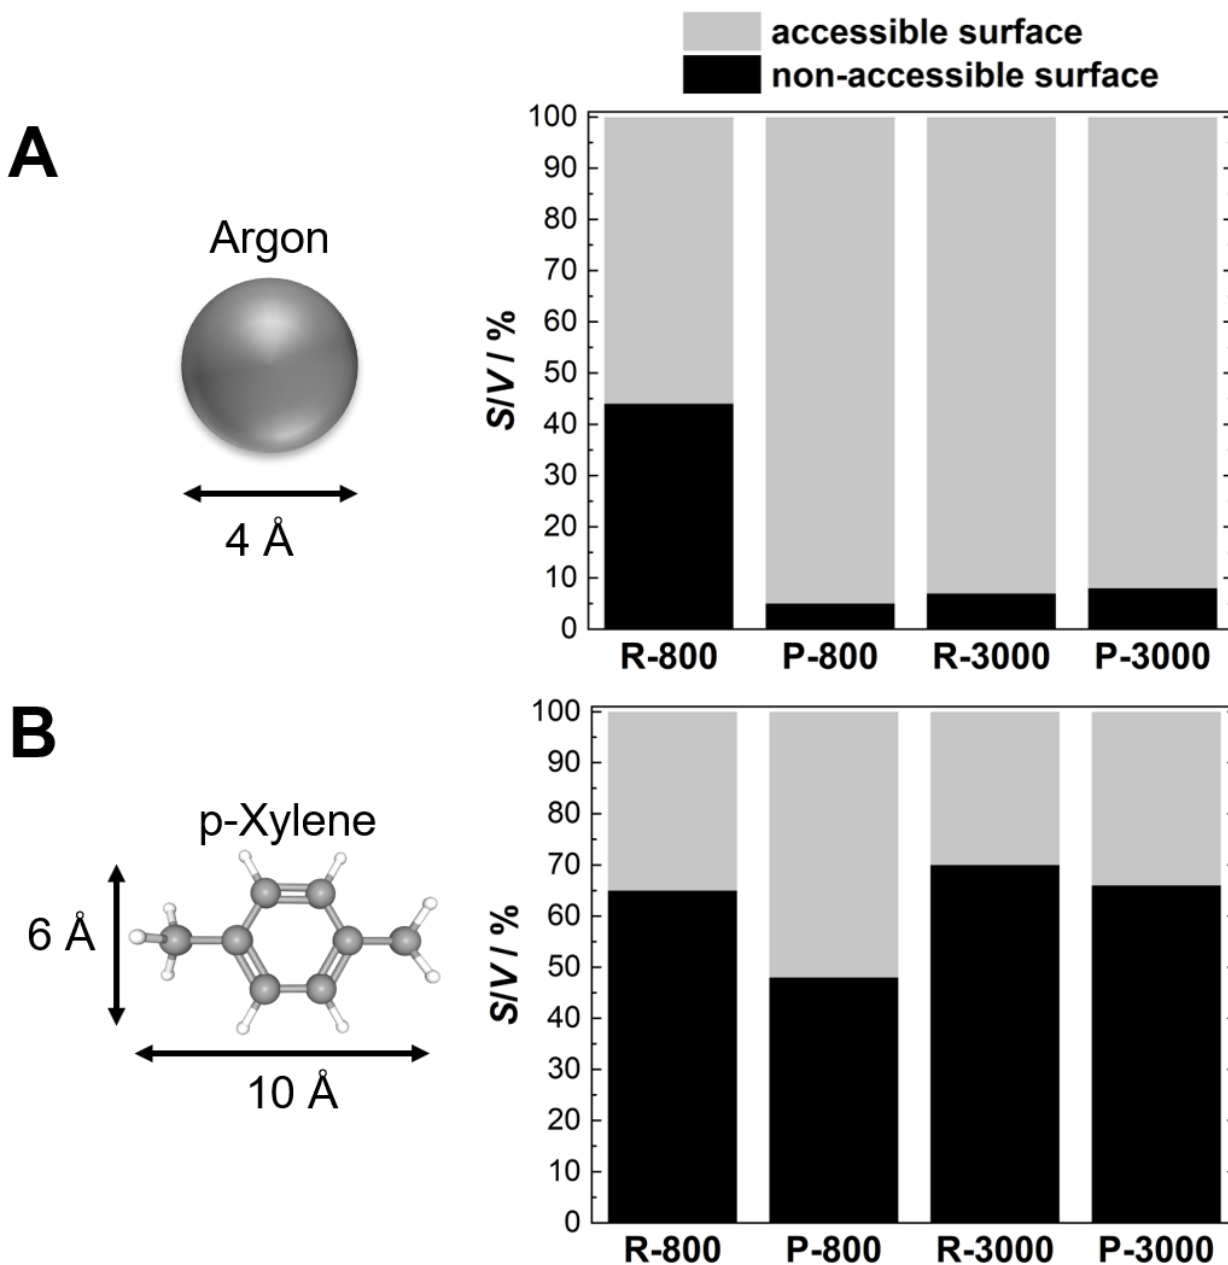 accessible surface
non-accessible surface
A
Argon
4 Å
S/V / %
100
90
80
70
60
50
40
30
20
10
0
R-800 P-800 R-3000 P-3000
B
p-Xylene
6 Å
10 Å
S/V / %
100
90
80
70
60
50
40
30
20
10
0
R-800 P-800 R-3000 P-3000